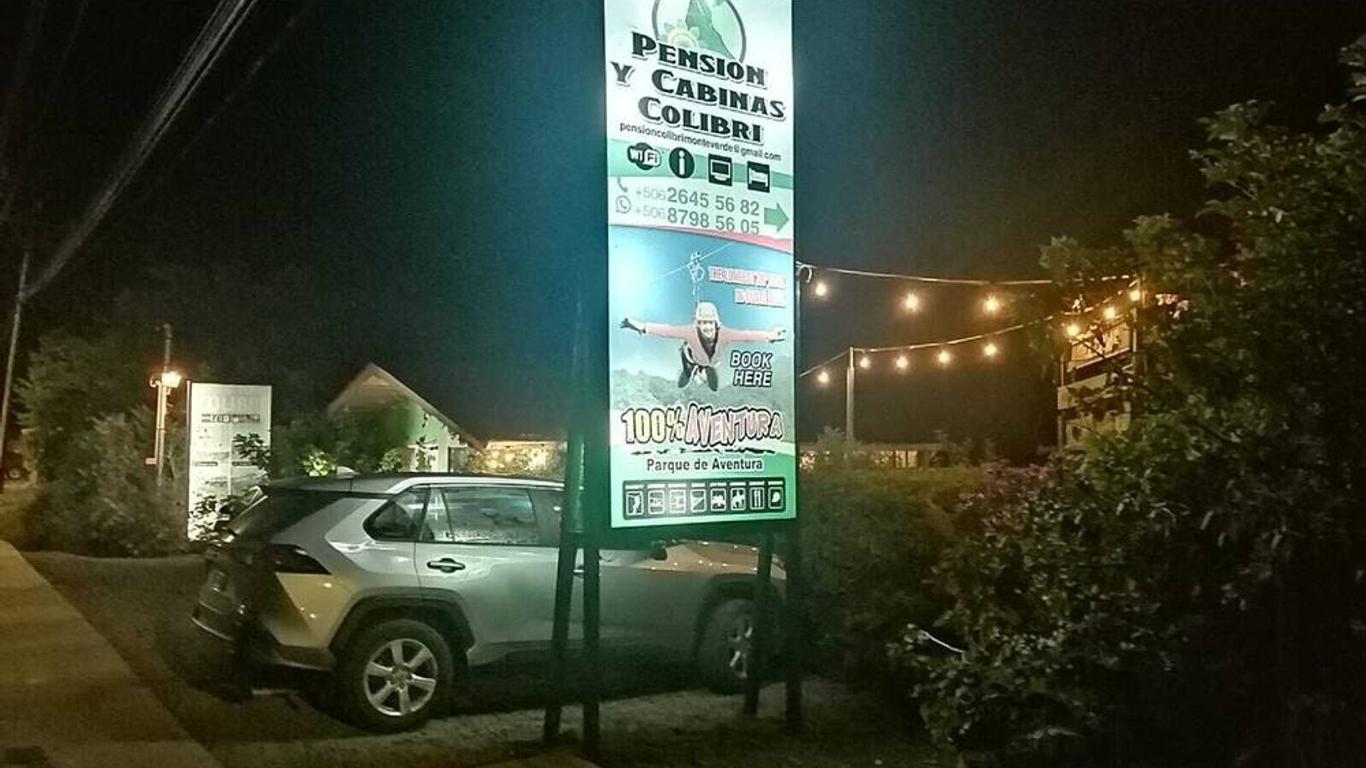 PENSION
Y CABINAS
COLIBRI
pensioncolibrimonteverde@gmail.com
WiFi
+506 2645 56 82
+506 8798 56 05
BOOK
HERE
100% AVENTURA
Parque de Aventura